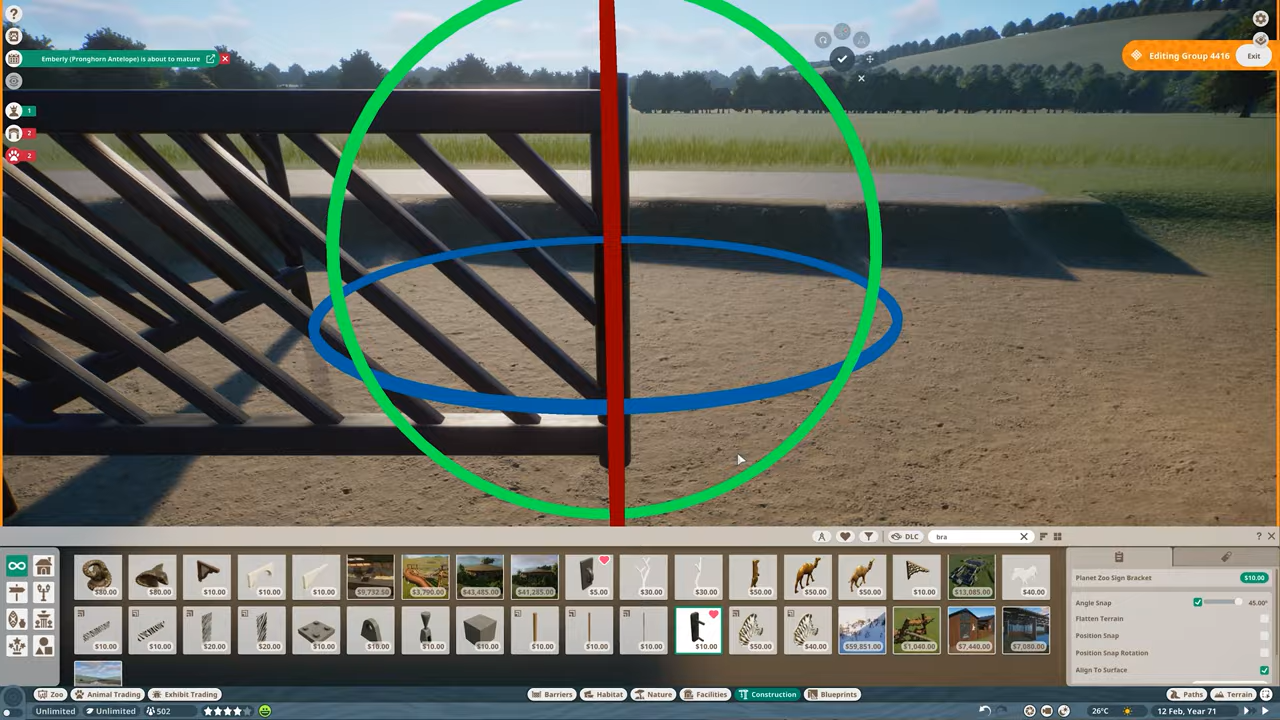 ?
Emberly (Pronghorn Antelope) is about to mature
1
2
2
Editing Group 4416
Exit
DLC
bra
?
$80.00 $80.00 $10.00 $10.00 $10.00 $9,732.50 $3,790.00 $43,485.00 $41,285.00 $5.00 $30.00 $30.00 $50.00 $50.00 $50.00 $10.00 $13,085.00 $40.00
$10.00 $10.00 $20.00 $20.00 $10.00 $10.00 $10.00 $10.00 $10.00 $10.00 $10.00 $10.00 $50.00 $40.00 $59,851.00 $1,040.00 $7,440.00 $7,080.00
Planet Zoo Sign Bracket
$10.00
Angle Snap
45.00°
Flatten Terrain
Position Snap
Position Snap Rotation
Align To Surface
Zoo Animal Trading Exhibit Trading Barriers Habitat Nature Facilities Construction Blueprints Paths Terrain
Unlimited Unlimited 502 26°C 12 Feb, Year 71